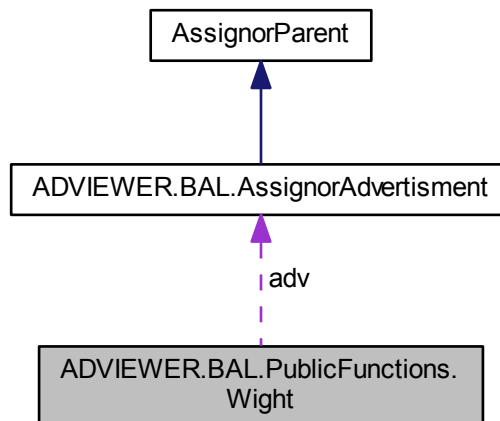 AssignorParent
ADVIEWER.BAL.AssignorAdvertisment
adv
ADVIEWER.BAL.PublicFunctions.
Wight